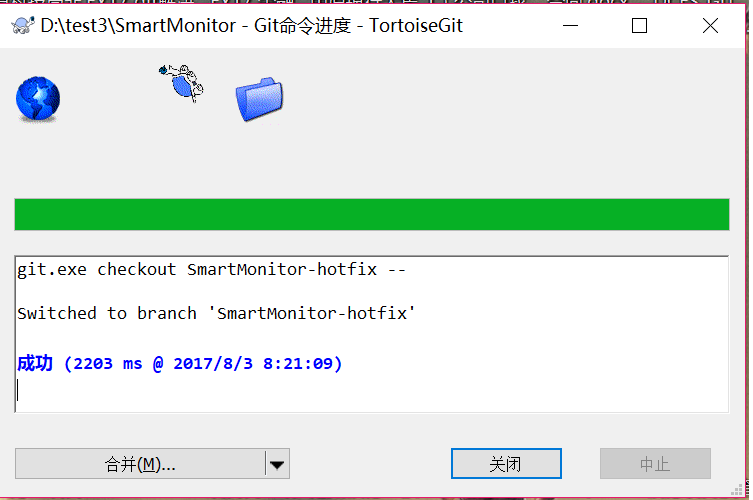 D:\test3\SmartMonitor - Git命令进度 - TortoiseGit
git.exe checkout SmartMonitor-hotfix --
Switched to branch 'SmartMonitor-hotfix'
成功 (2203 ms @ 2017/8/3 8:21:09)
合并(M)...
关闭
中止